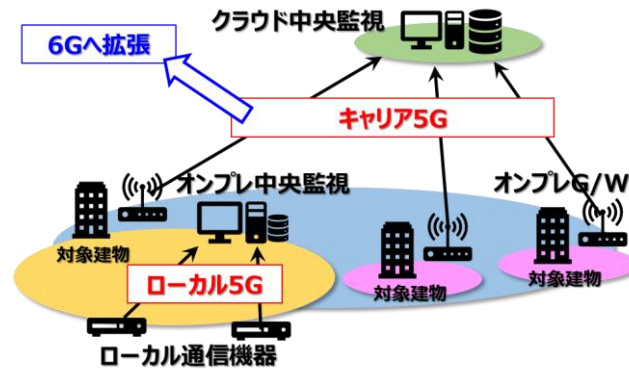 クラウド中央監視
6Gへ拡張
キャリア5G
オンプレ中央監視
オンプレG/W
対象建物
ローカル5G
対象建物
対象建物
ローカル通信機器